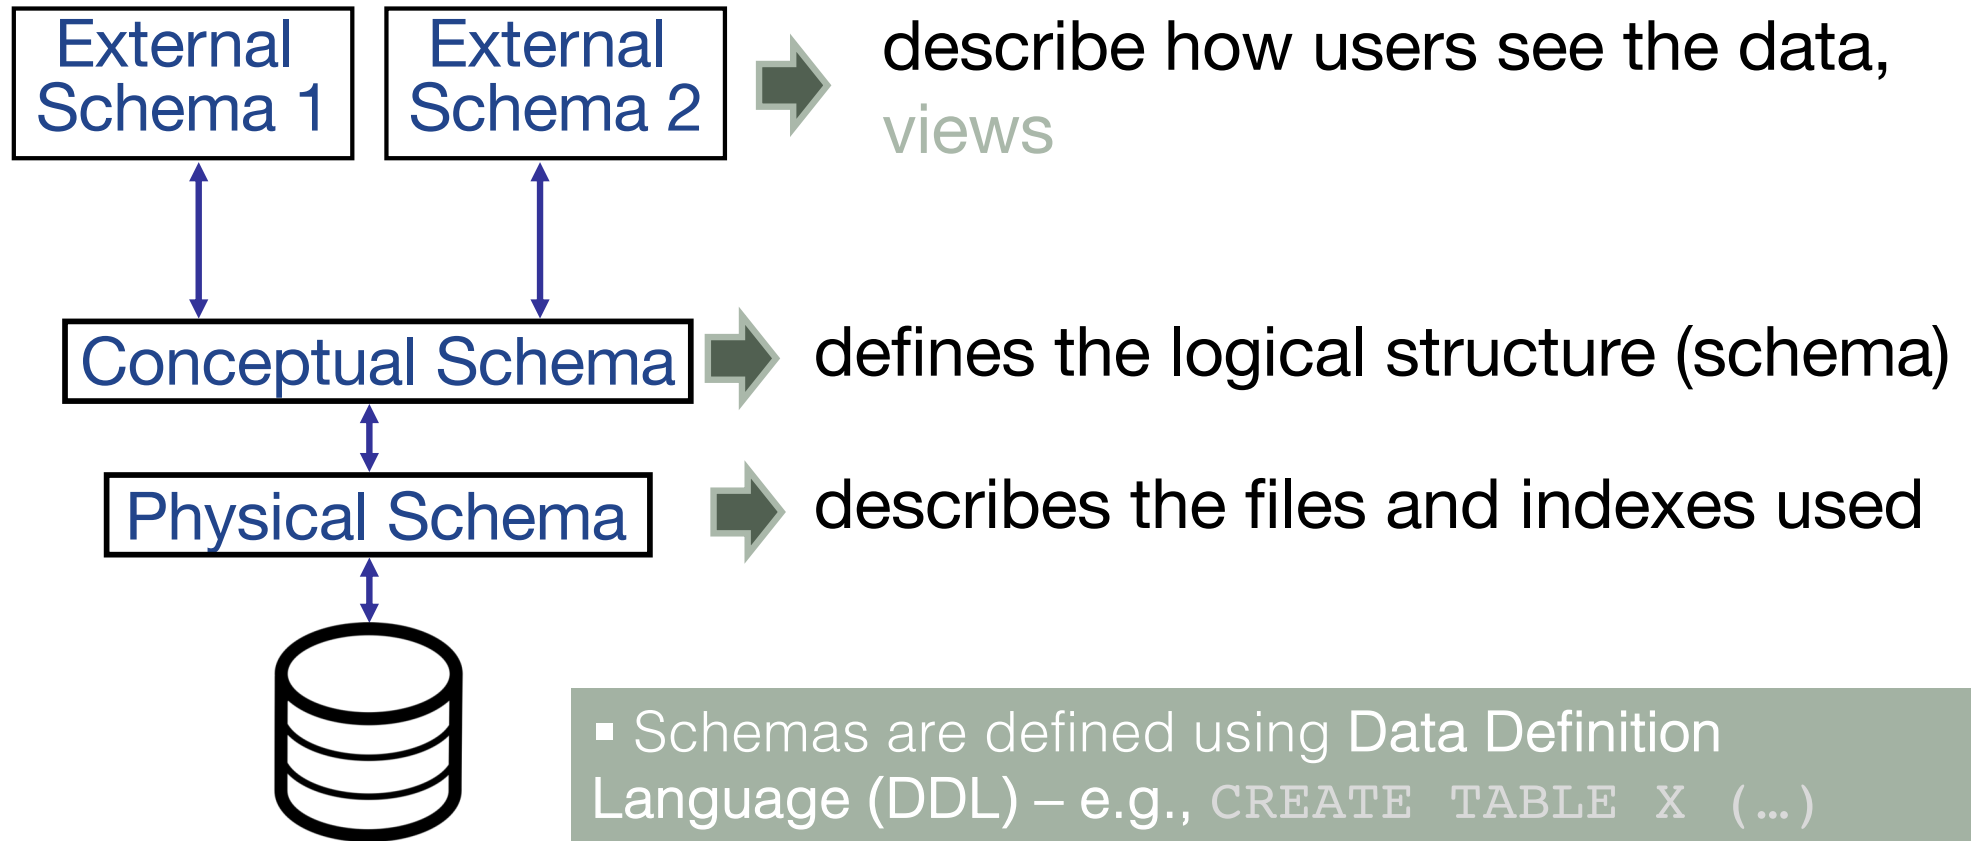 External
Schema 1
External
Schema 2
describe how users see the data,
views
Conceptual Schema
defines the logical structure (schema)
Physical Schema
describes the files and indexes used
▪ Schemas are defined using Data Definition
Language (DDL) – e.g., CREATE TABLE X (…)